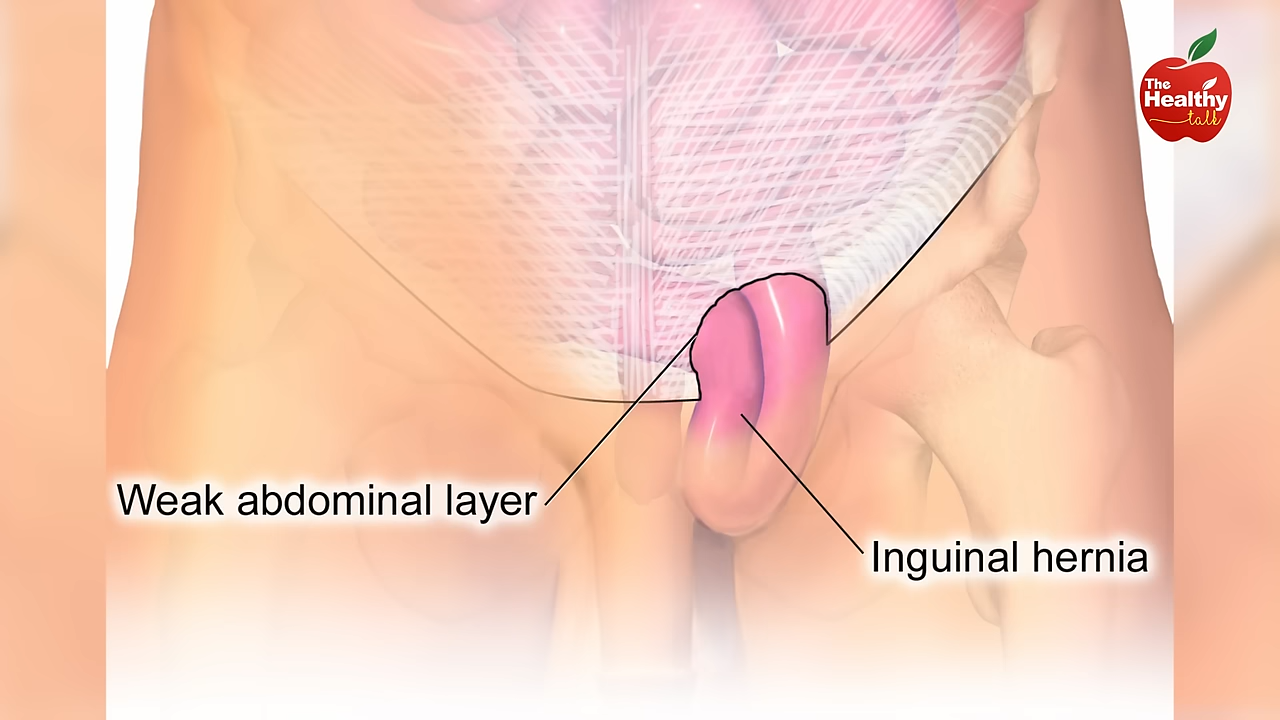 The
Healthy
talk
Weak abdominal layer
Inguinal hernia